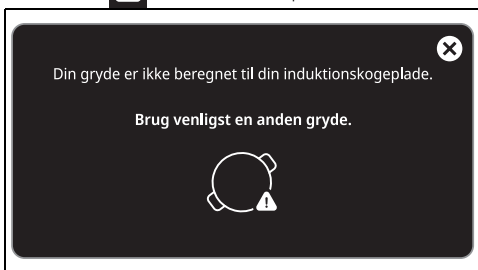 Din gryde er ikke beregnet til din induktionskogeplade.
Brug venligst en anden gryde.